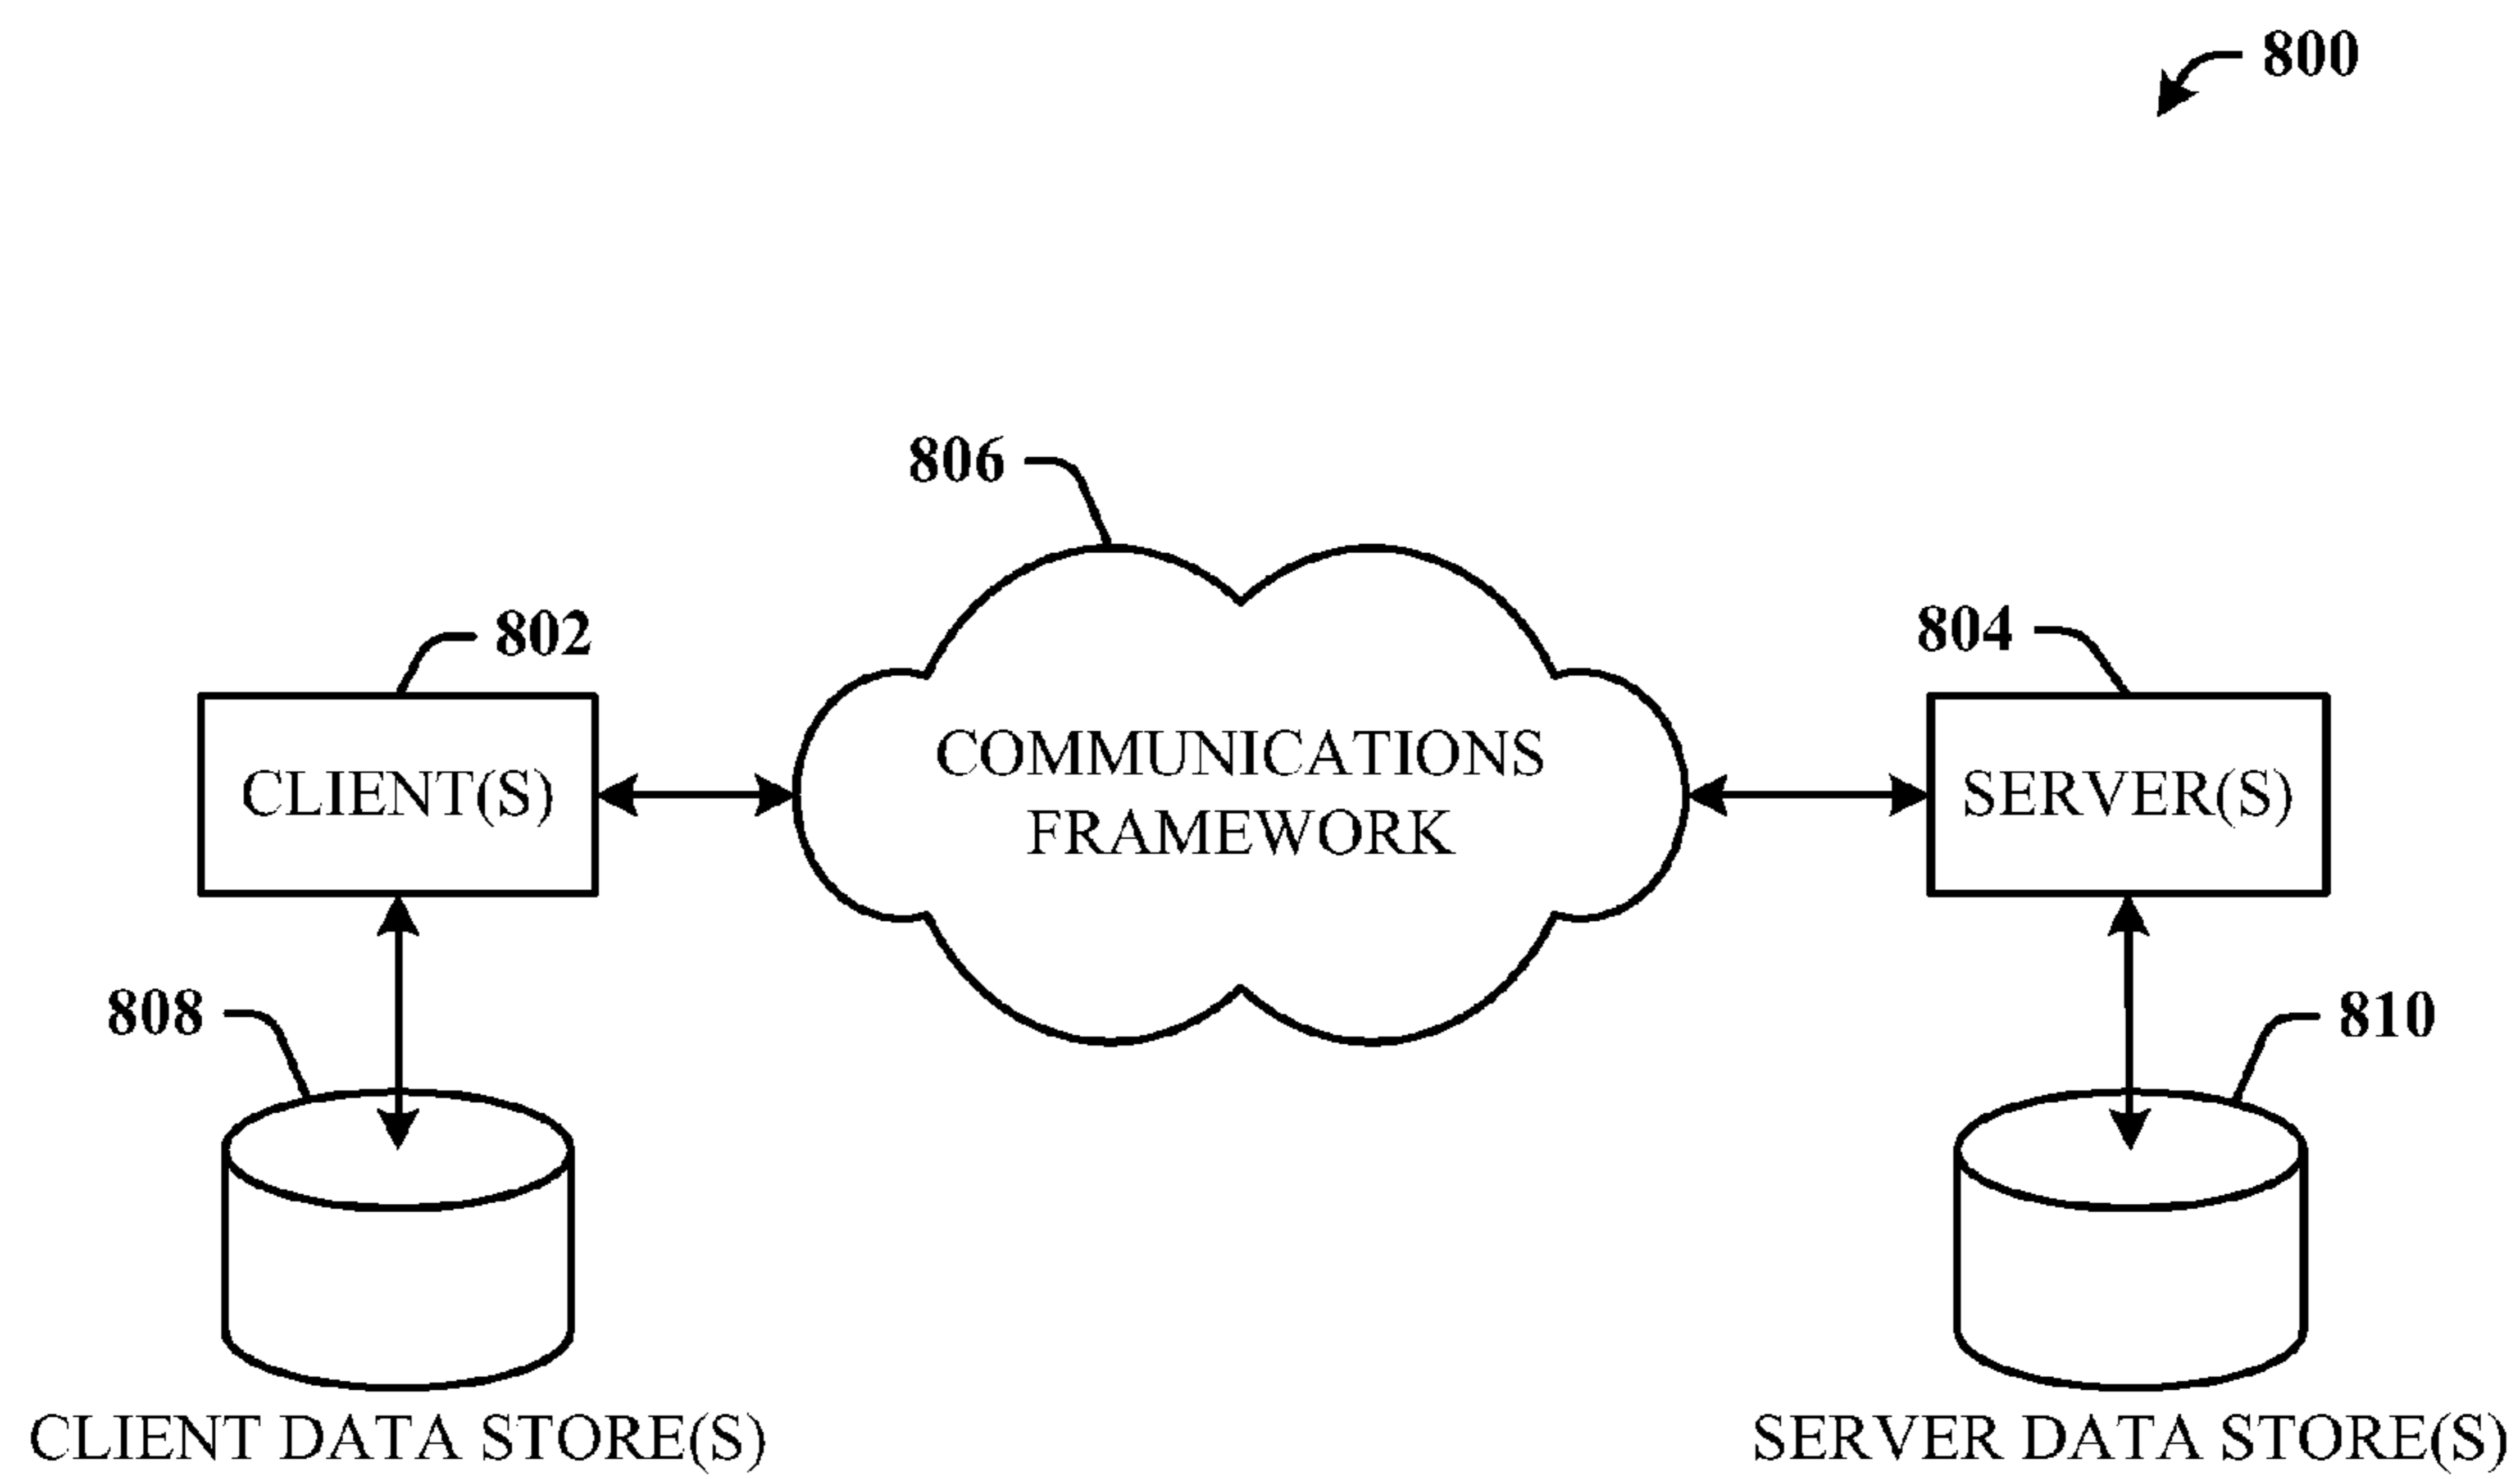 800
806
802
804
COMMUNICATIONS
FRAMEWORK
CLIENT(S)
SERVER(S)
808
810
CLIENT DATA STORE(S)
SERVER DATA STORE(S)